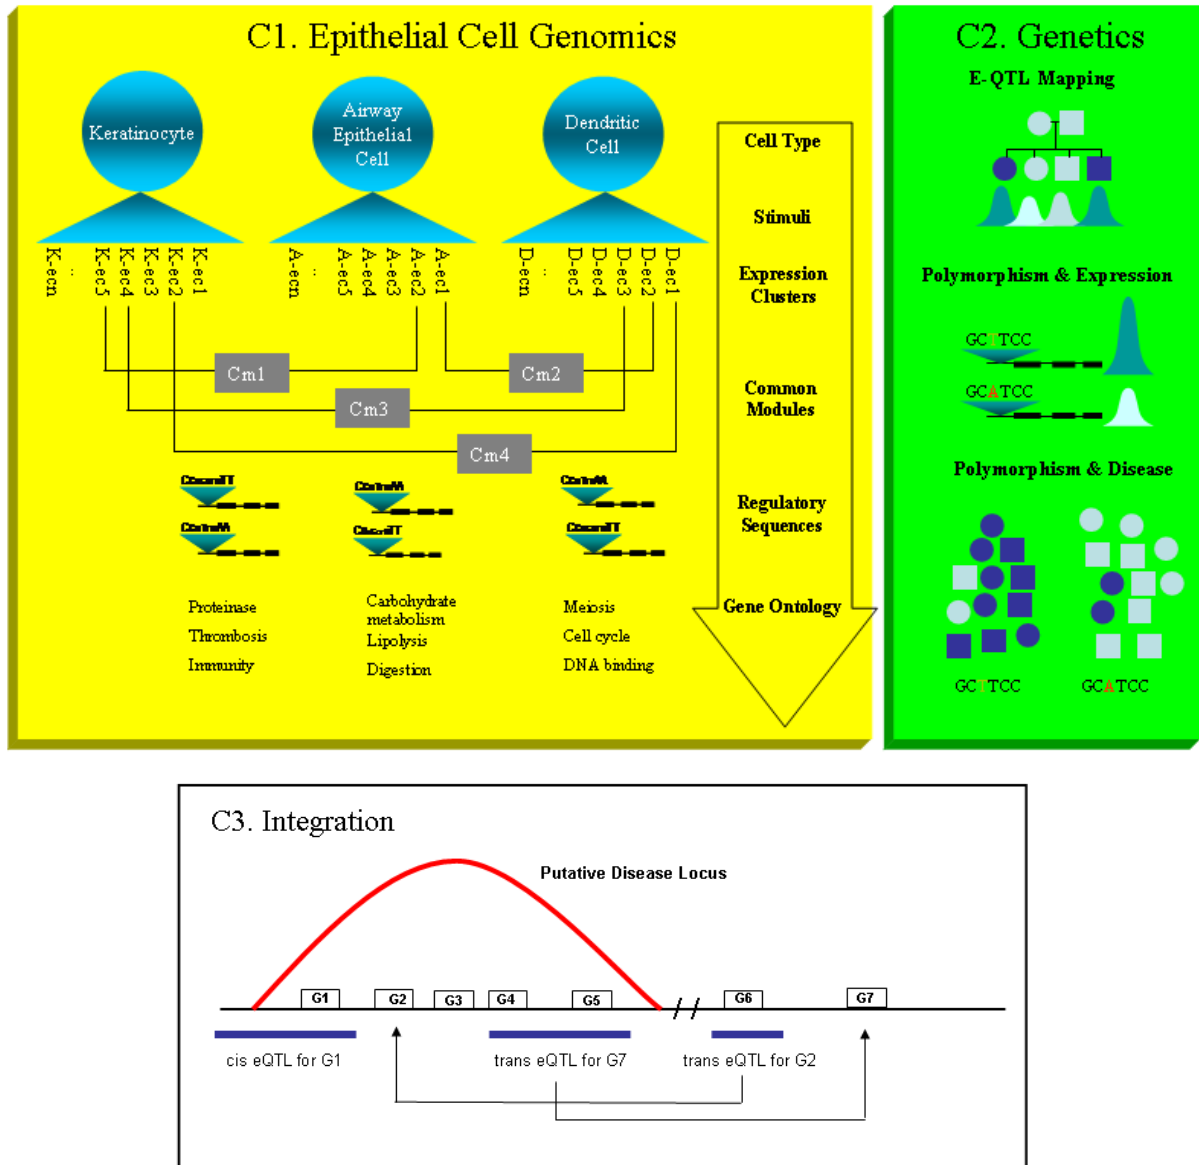 C1. Epithelial Cell Genomics
Keratinocyte
Airway
Epithelial
Cell
Dendritic
Cell
K-ecn
..
K-ec5
K-ec4
K-ec3
K-ec2
K-ec1
A-ecn
..
A-ec5
A-ec4
A-ec3
A-ec2
A-ec1
D-ecn
..
D-ec5
D-ec4
D-ec3
D-ec2
D-ec1
Cm1
Cm2
Cm3
Cm4
Proteinase
Thrombosis
Immunity
Carbohydrate
metabolism
Lipolysis
Digestion
Meiosis
Cell cycle
DNA binding
Cell Type
Stimuli
Expression
Clusters
Common
Modules
Regulatory
Sequences
Gene Ontology
C2. Genetics
E-QTL Mapping
Polymorphism & Expression
GCTTCC
GCATCC
Polymorphism & Disease
GCTTCC
GCATCC
C3. Integration
Putative Disease Locus
G1
G2
G3
G4
G5
G6
G7
cis eQTL for G1
trans eQTL for G7
trans eQTL for G2